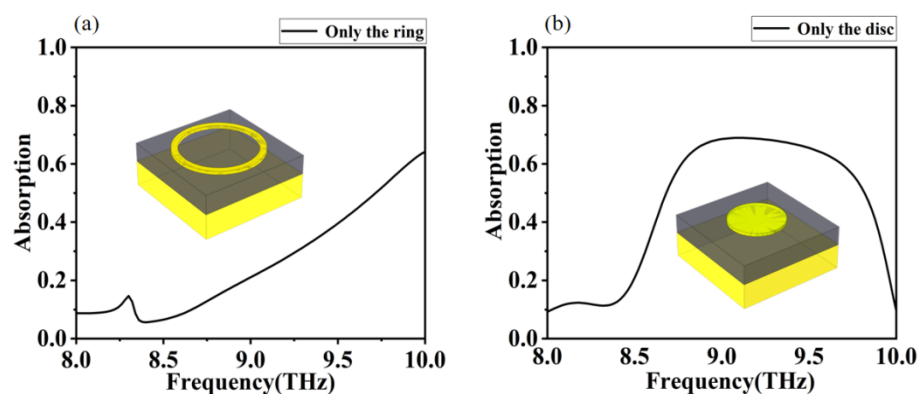 (a)
Only the ring
1.0
0.8
0.6
0.4
0.2
0.0
Absorption
8.0 8.5 9.0 9.5 10.0
Frequency(THz)
(b)
Only the disc
1.0
0.8
0.6
0.4
0.2
0.0
Absorption
8.0 8.5 9.0 9.5 10.0
Frequency(THz)